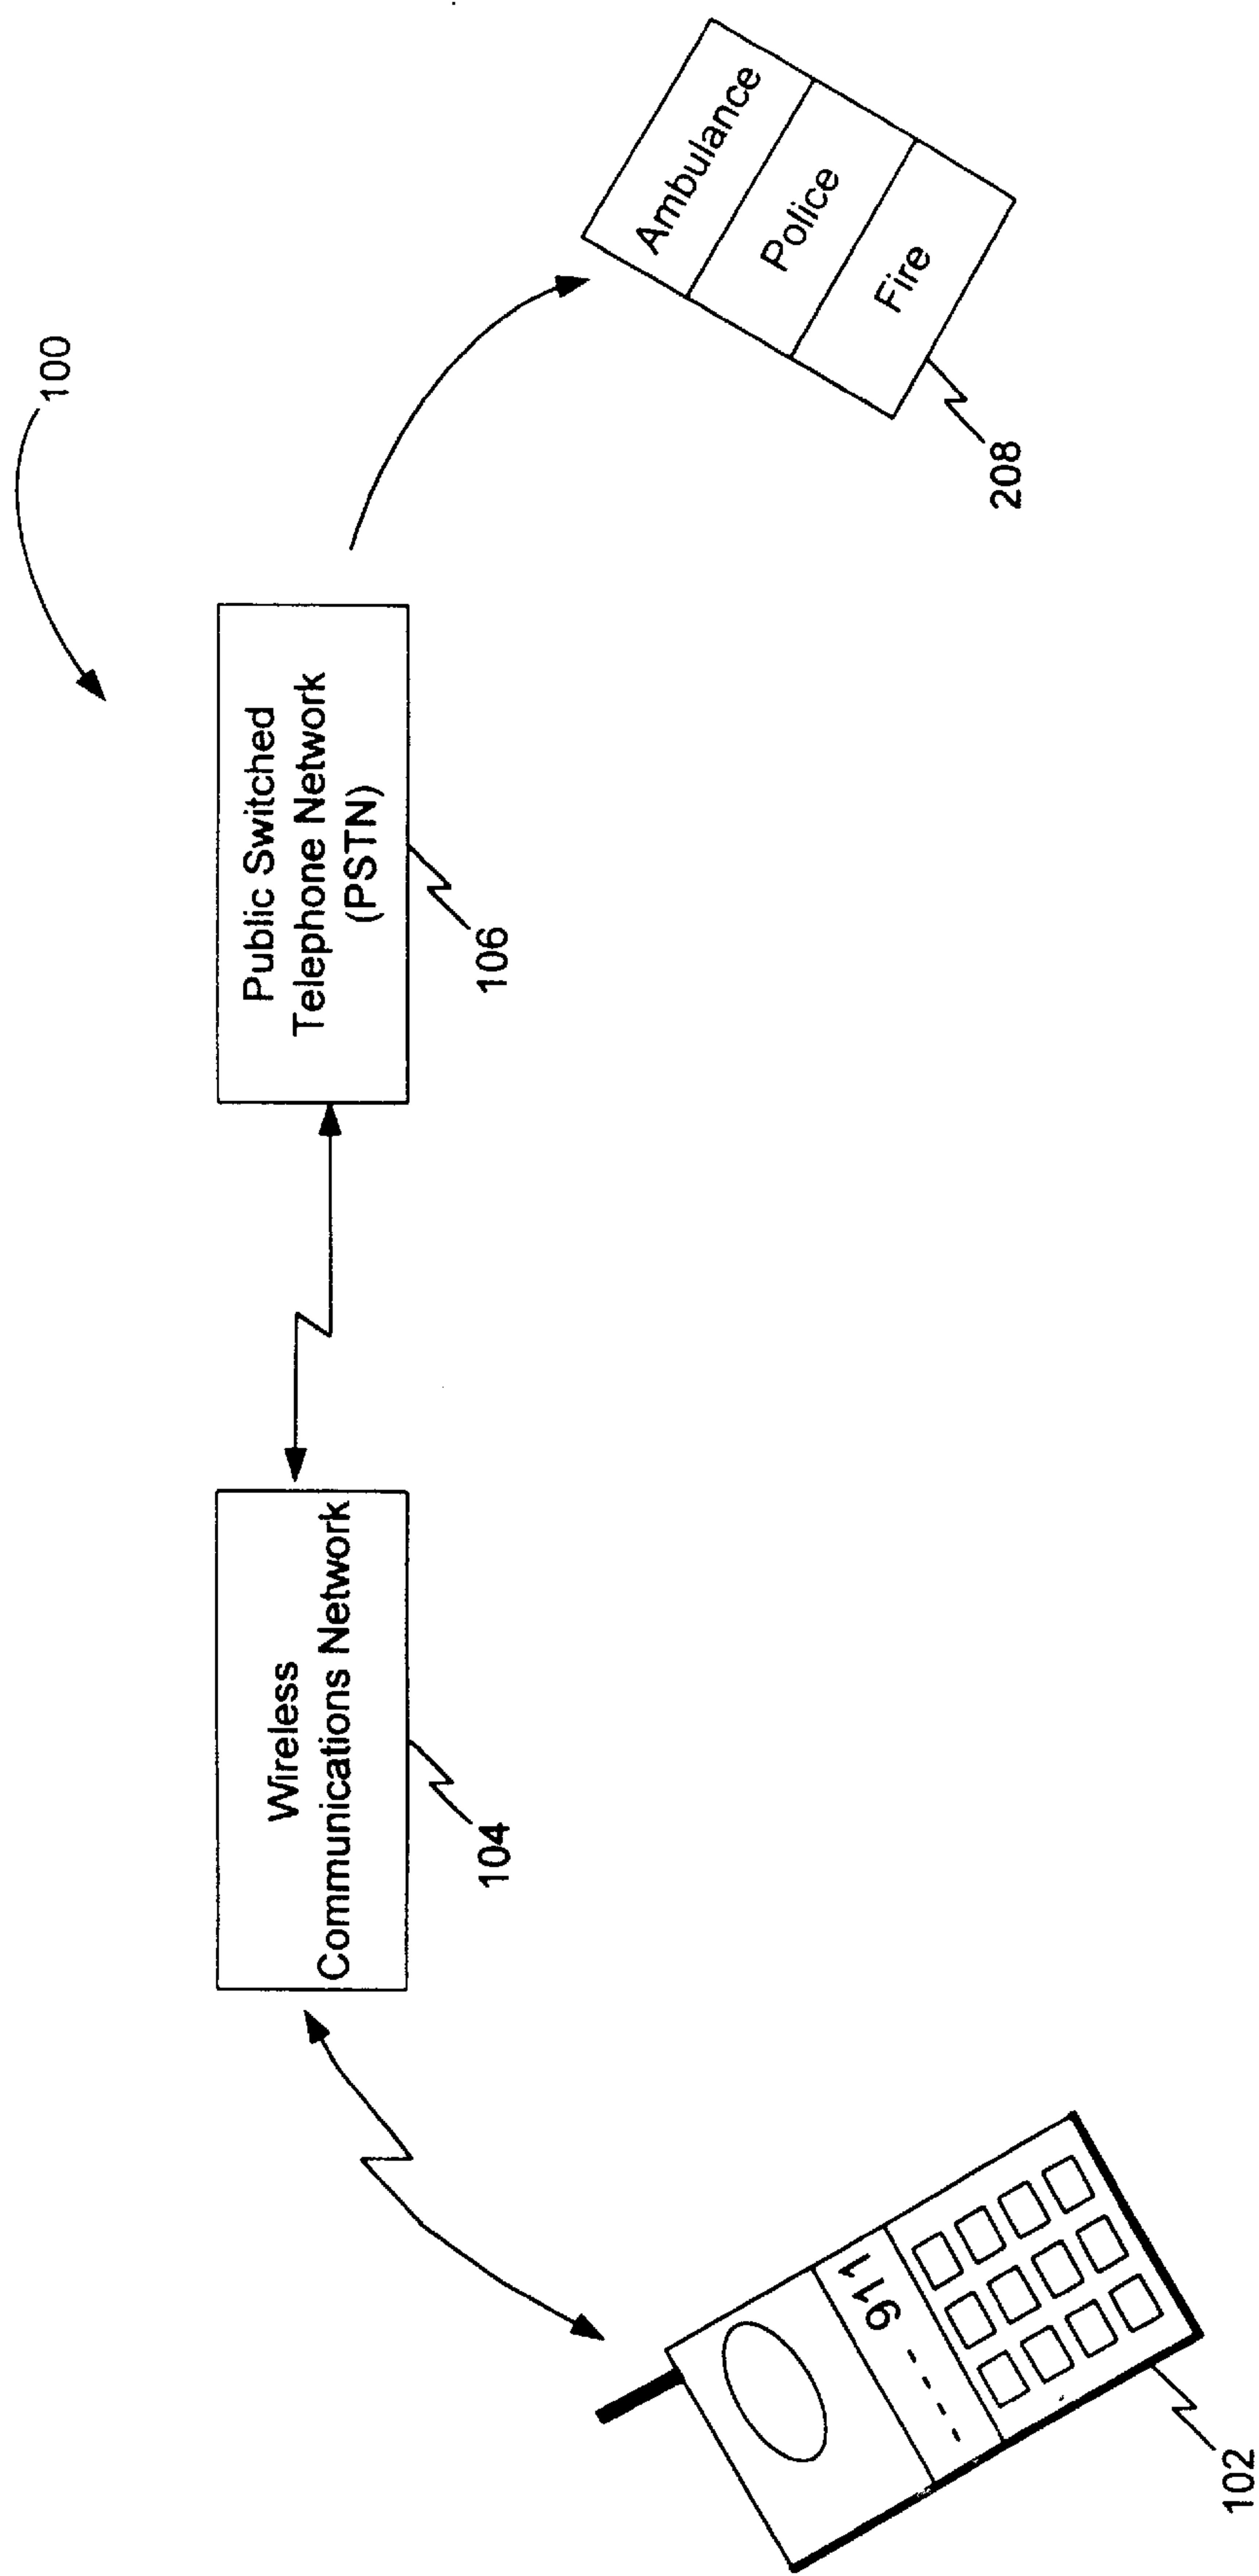 100
Public Switched
Telephone Network
(PSTN)
106
Ambulance
Police
Fire
208
Wireless
Communications Network
104
---- 911
102